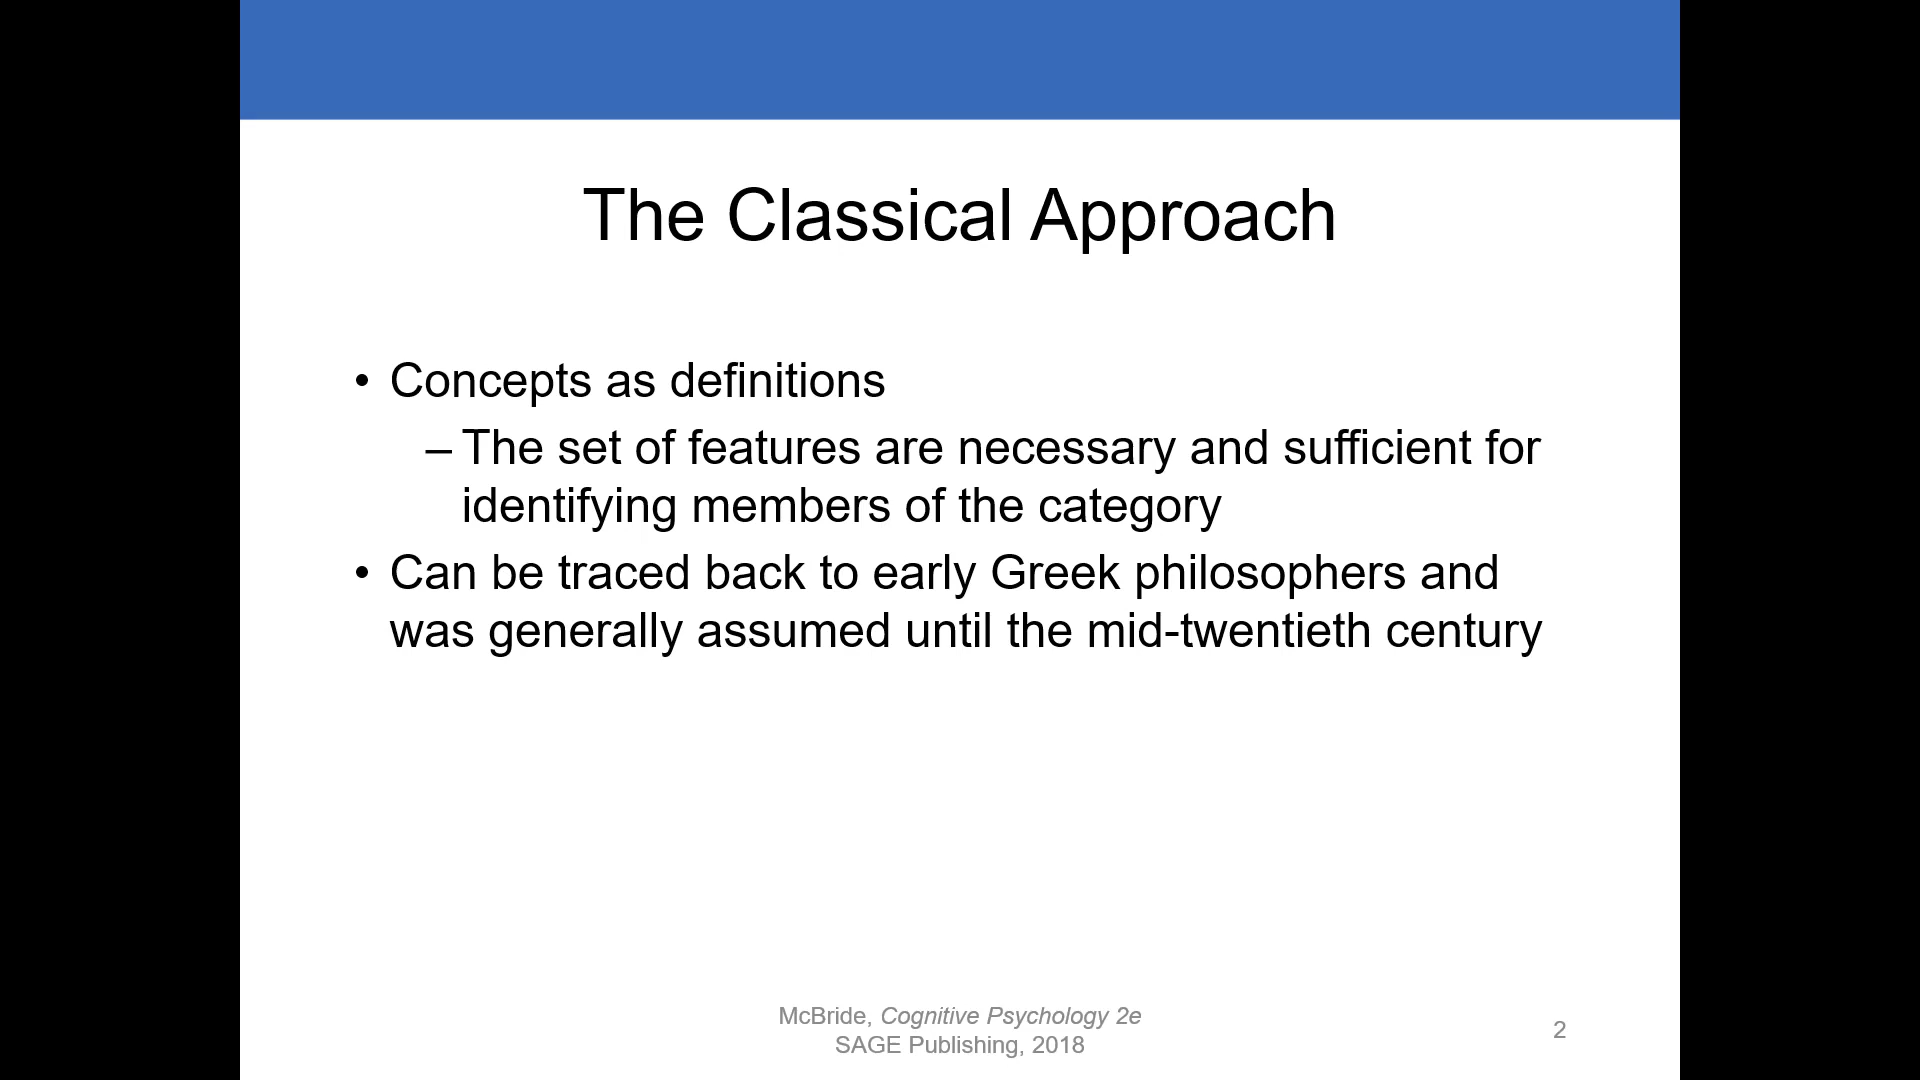 The Classical Approach
• Concepts as definitions
– The set of features are necessary and sufficient for
identifying members of the category
• Can be traced back to early Greek philosophers and
was generally assumed until the mid-twentieth century
McBride, Cognitive Psychology 2e
SAGE Publishing, 2018
2